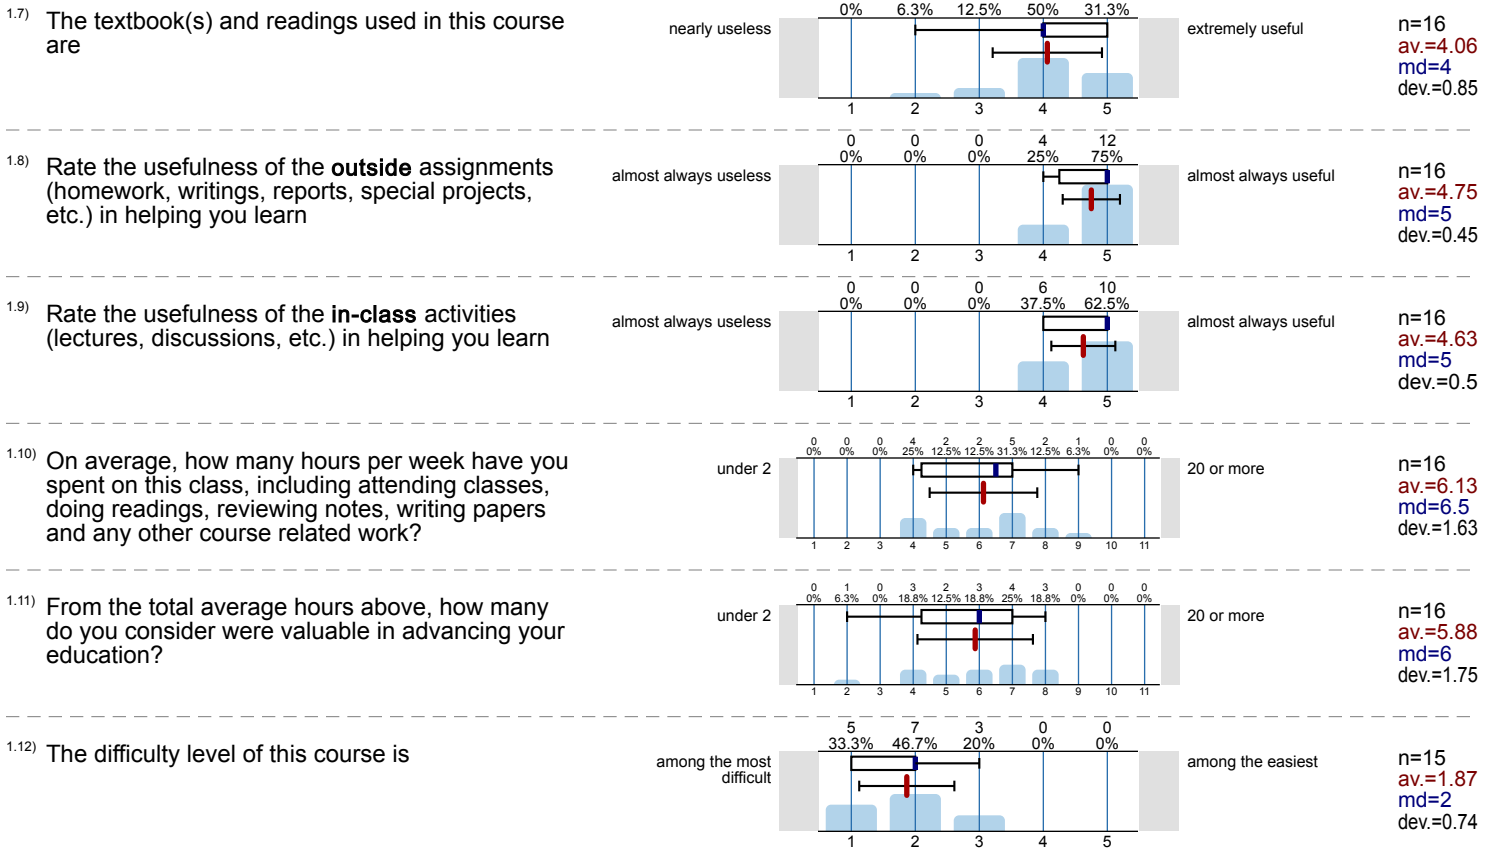 1.7) The textbook(s) and readings used in this course
are
nearly useless
0% 6.3% 12.5% 50% 31.3%
1 2 3 4 5
extremely useful
n=16
av.=4.06
md=4
dev.=0.85
1.8) Rate the usefulness of the outside assignments
(homework, writings, reports, special projects,
etc.) in helping you learn
almost always useless
0 0 0 4 12
0% 0% 0% 25% 75%
1 2 3 4 5
almost always useful
n=16
av.=4.75
md=5
dev.=0.45
1.9) Rate the usefulness of the in-class activities
(lectures, discussions, etc.) in helping you learn
almost always useless
0 0 0 6 10
0% 0% 0% 37.5% 62.5%
1 2 3 4 5
almost always useful
n=16
av.=4.63
md=5
dev.=0.5
1.10) On average, how many hours per week have you
spent on this class, including attending classes,
doing readings, reviewing notes, writing papers
and any other course related work?
under 2
0 0 0 4 2 2 5 2 1 0 0
0% 0% 0% 25% 12.5% 12.5% 31.3% 12.5% 6.3% 0% 0%
1 2 3 4 5 6 7 8 9 10 11
20 or more
n=16
av.=6.13
md=6.5
dev.=1.63
1.11) From the total average hours above, how many
do you consider were valuable in advancing your
education?
under 2
0 1 0 3 2 3 4 3 0 0 0
0% 6.3% 0% 18.8% 12.5% 18.8% 25% 18.8% 0% 0% 0%
1 2 3 4 5 6 7 8 9 10 11
20 or more
n=16
av.=5.88
md=6
dev.=1.75
1.12) The difficulty level of this course is
among the most
difficult
5 7 3 0 0
33.3% 46.7% 20% 0% 0%
1 2 3 4 5
among the easiest
n=15
av.=1.87
md=2
dev.=0.74